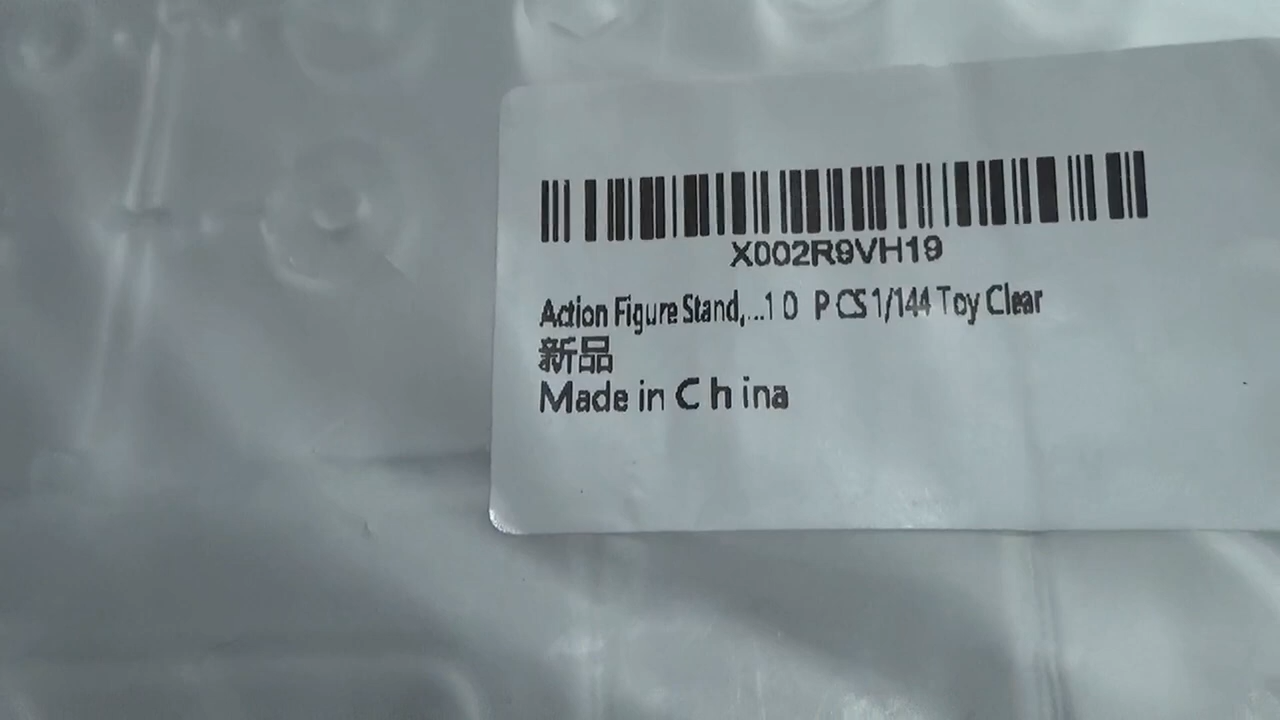 X002R9VH19
Action Figure Stand,...10 PCS 1/144 Toy Clear
新品
Made in China